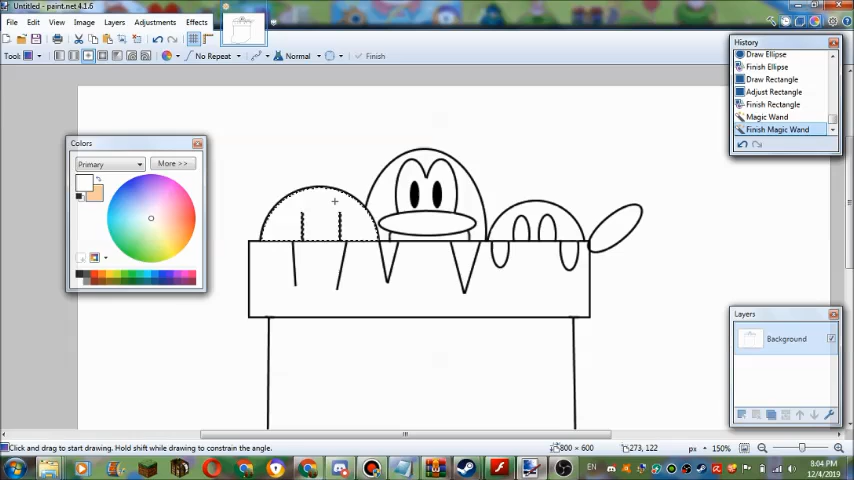 Untitled - paint.net 4.1.6
File Edit View Image Layers Adjustments Effects
Tool: No Repeat Normal Finish
History
Draw Ellipse
Finish Ellipse
Draw Rectangle
Adjust Rectangle
Finish Rectangle
Magic Wand
Finish Magic Wand
Colors
Primary More >>
Layers
Background
Click and drag to start drawing. Hold shift while drawing to constrain the angle. 800 × 600 273, 122 px 150%
EN 8:04 PM
12/4/2019